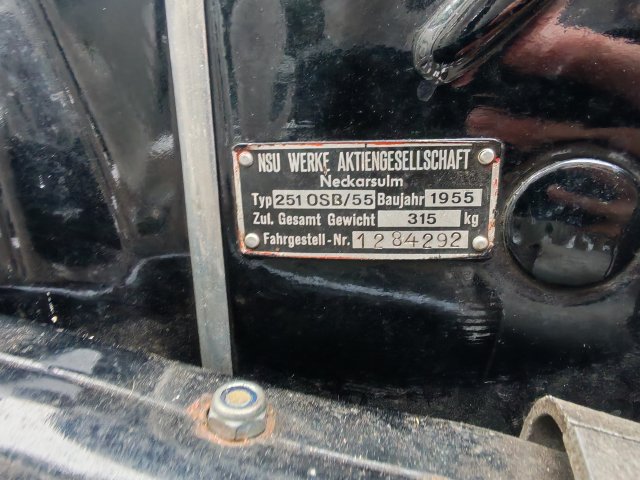 NSU WERKE AKTIENGESELLSCHAFT
Neckarsulm
Typ 251 OSB/55 Baujahr 1955
Zul. Gesamt Gewicht 315 kg
Fahrgestell-Nr. 1284292